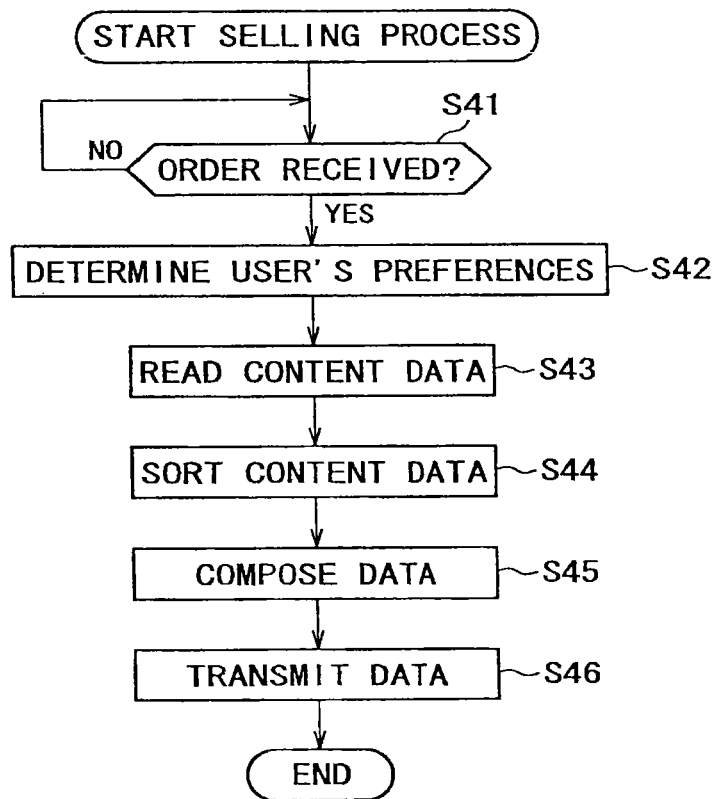 START SELLING PROCESS
S41
NO
ORDER RECEIVED?
YES
DETERMINE USER'S PREFERENCES
S42
READ CONTENT DATA
S43
SORT CONTENT DATA
S44
COMPOSE DATA
S45
TRANSMIT DATA
S46
END